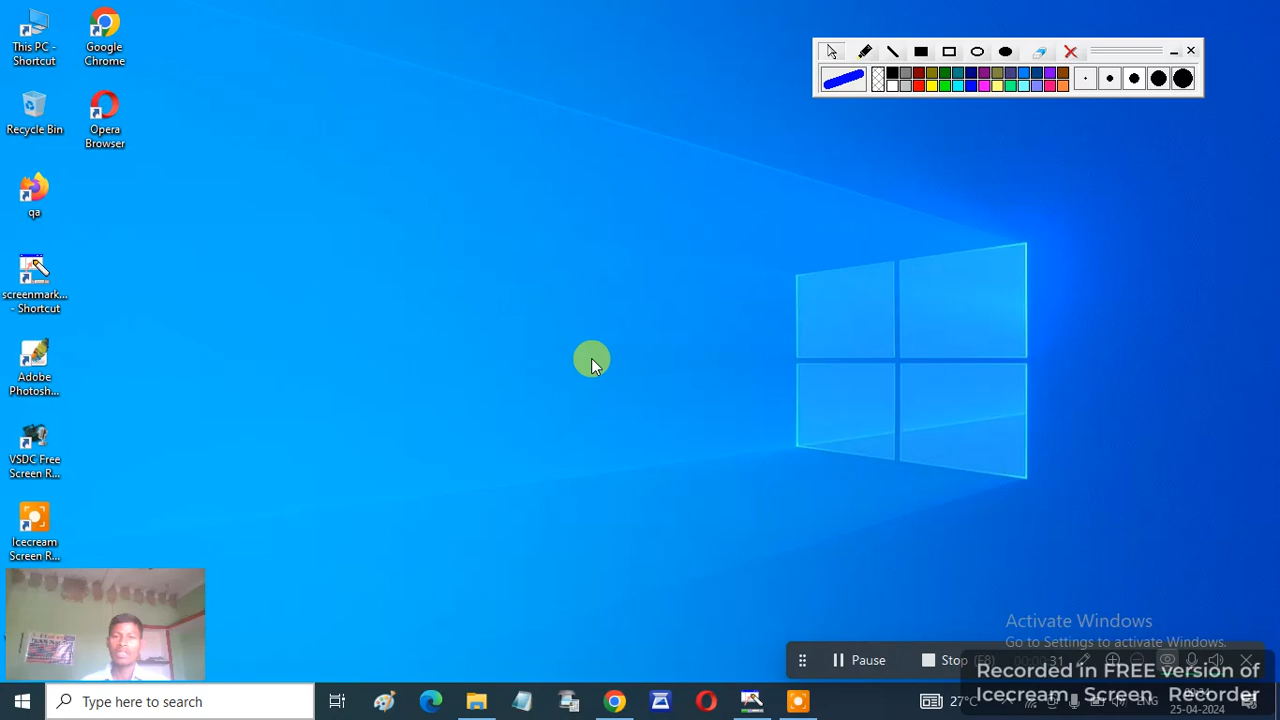 This PC -
Shortcut
Google
Chrome
Recycle Bin
Opera
Browser
qa
screenmark...
- Shortcut
Adobe
Photosh...
VSDC Free
Screen R...
Icecream
Screen R...
Activate Windows
Go to Settings to activate Windows.
Pause
Stop
Recorded in FREE version of
Icecream Screen Recorder
Type here to search
27°C
ENG
25-04-2024